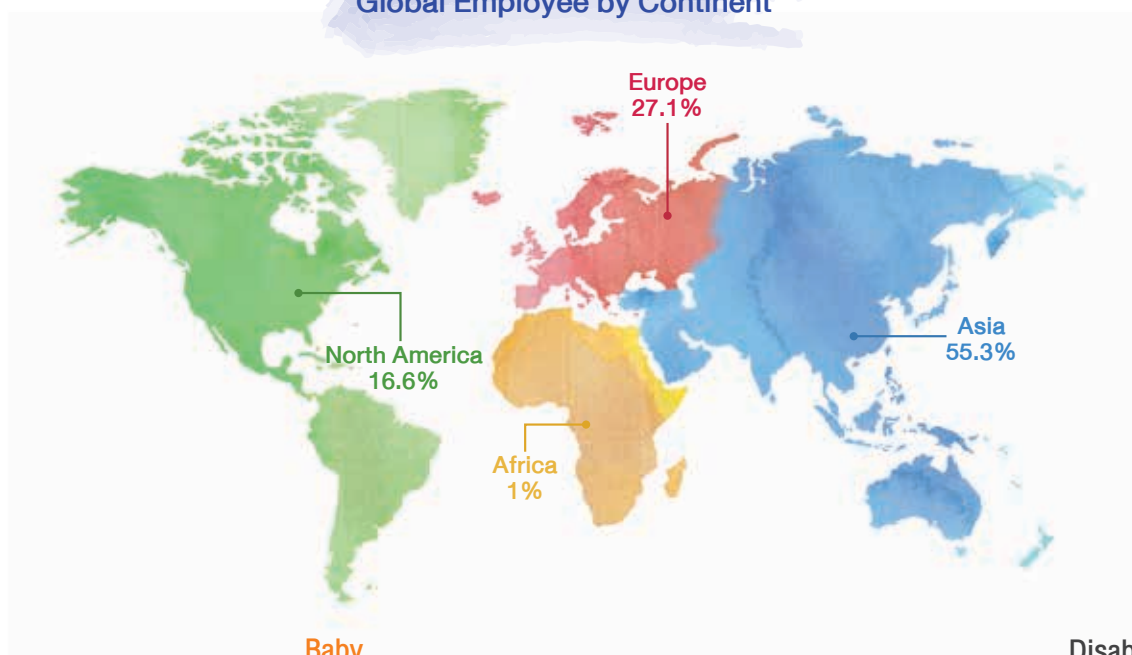 Global Employee by Continent
Europe
27.1%
Asia
55.3%
North America
16.6%
Africa
1%
Baby